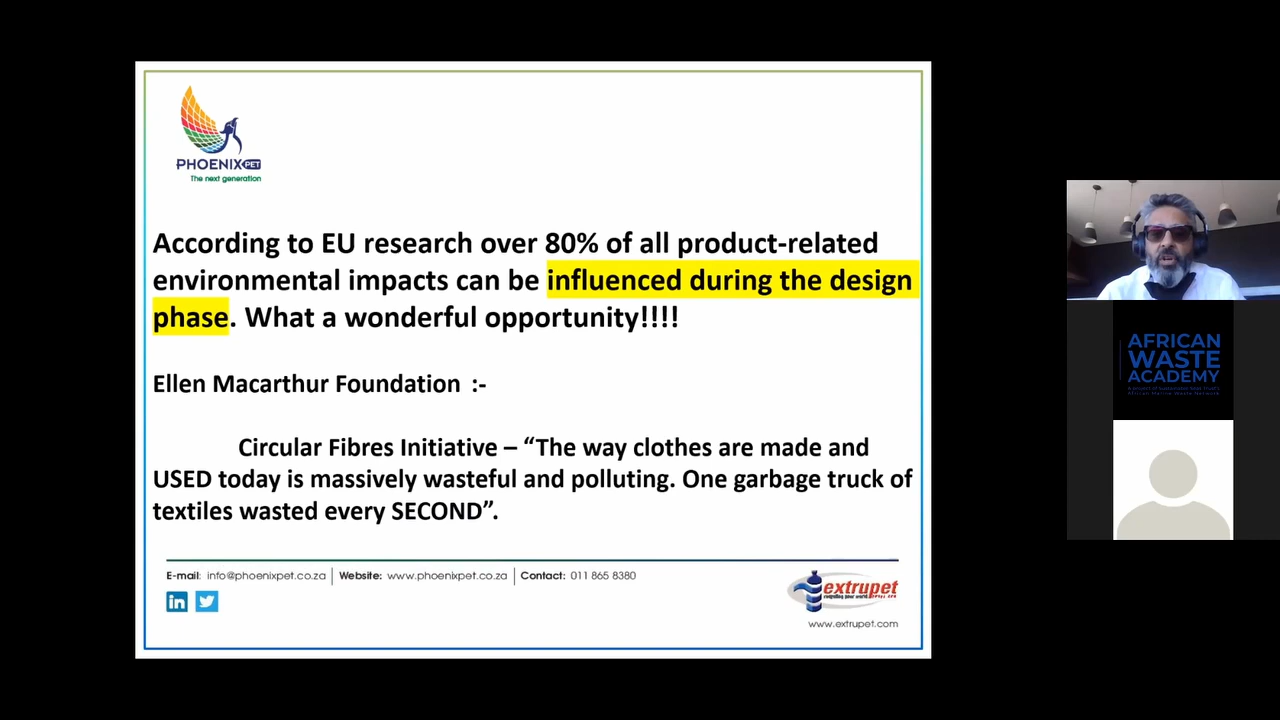 PHOENIX PET
The next generation
According to EU research over 80% of all product-related
environmental impacts can be influenced during the design
phase. What a wonderful opportunity!!!!
Ellen Macarthur Foundation :-
Circular Fibres Initiative – “The way clothes are made and
USED today is massively wasteful and polluting. One garbage truck of
textiles wasted every SECOND”.
E-mail: info@phoenixpet.co.za | Website: www.phoenixpet.co.za | Contact: 011 865 8380
in
extrupet
www.extrupet.com
AFRICAN
WASTE
ACADEMY